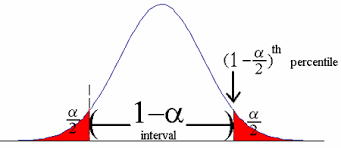 (1-α/2)th percentile
α/2
(1-α)
α/2
interval